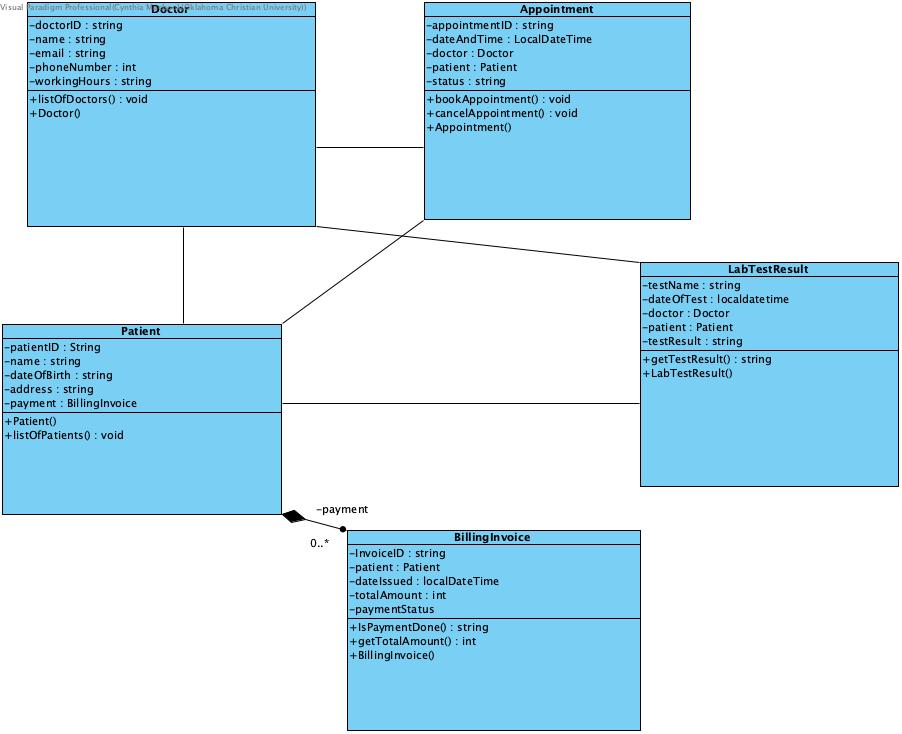 Visual Paradigm Professional(Cynthia (Oklahoma Christian University))
Doctor
-doctorID : string
-name : string
-email : string
-phoneNumber : int
-workingHours : string
+listOfDoctors() : void
+Doctor()
Appointment
-appointmentID : string
-dateAndTime : LocalDateTime
-doctor : Doctor
-patient : Patient
-status : string
+bookAppointment() : void
+cancelAppointment() : void
+Appointment()
LabTestResult
-testName : string
-dateOfTest : localdatetime
-doctor : Doctor
-patient : Patient
-testResult : string
+getTestResult() : string
+LabTestResult()
Patient
-patientID : String
-name : string
-dateOfBirth : string
-address : string
-payment : BillingInvoice
+Patient()
+listOfPatients() : void
-payment
0..*
BillingInvoice
-InvoiceID : string
-patient : Patient
-dateIssued : localDateTime
-totalAmount : int
-paymentStatus
+IsPaymentDone() : string
+getTotalAmount() : int
+BillingInvoice()